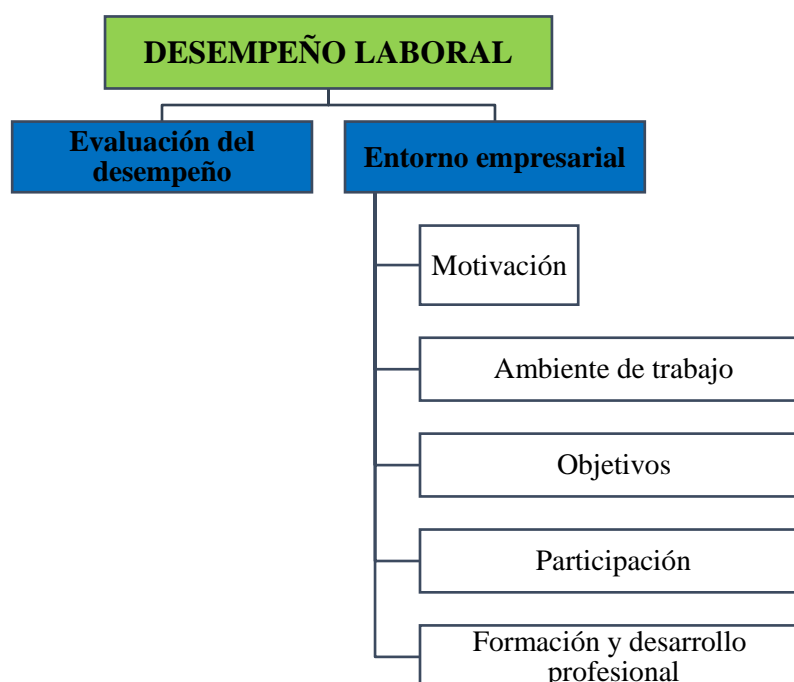 DESEMPEÑO LABORAL
Evaluación del
desempeño
Entorno empresarial
Motivación
Ambiente de trabajo
Objetivos
Participación
Formación y desarrollo
profesional